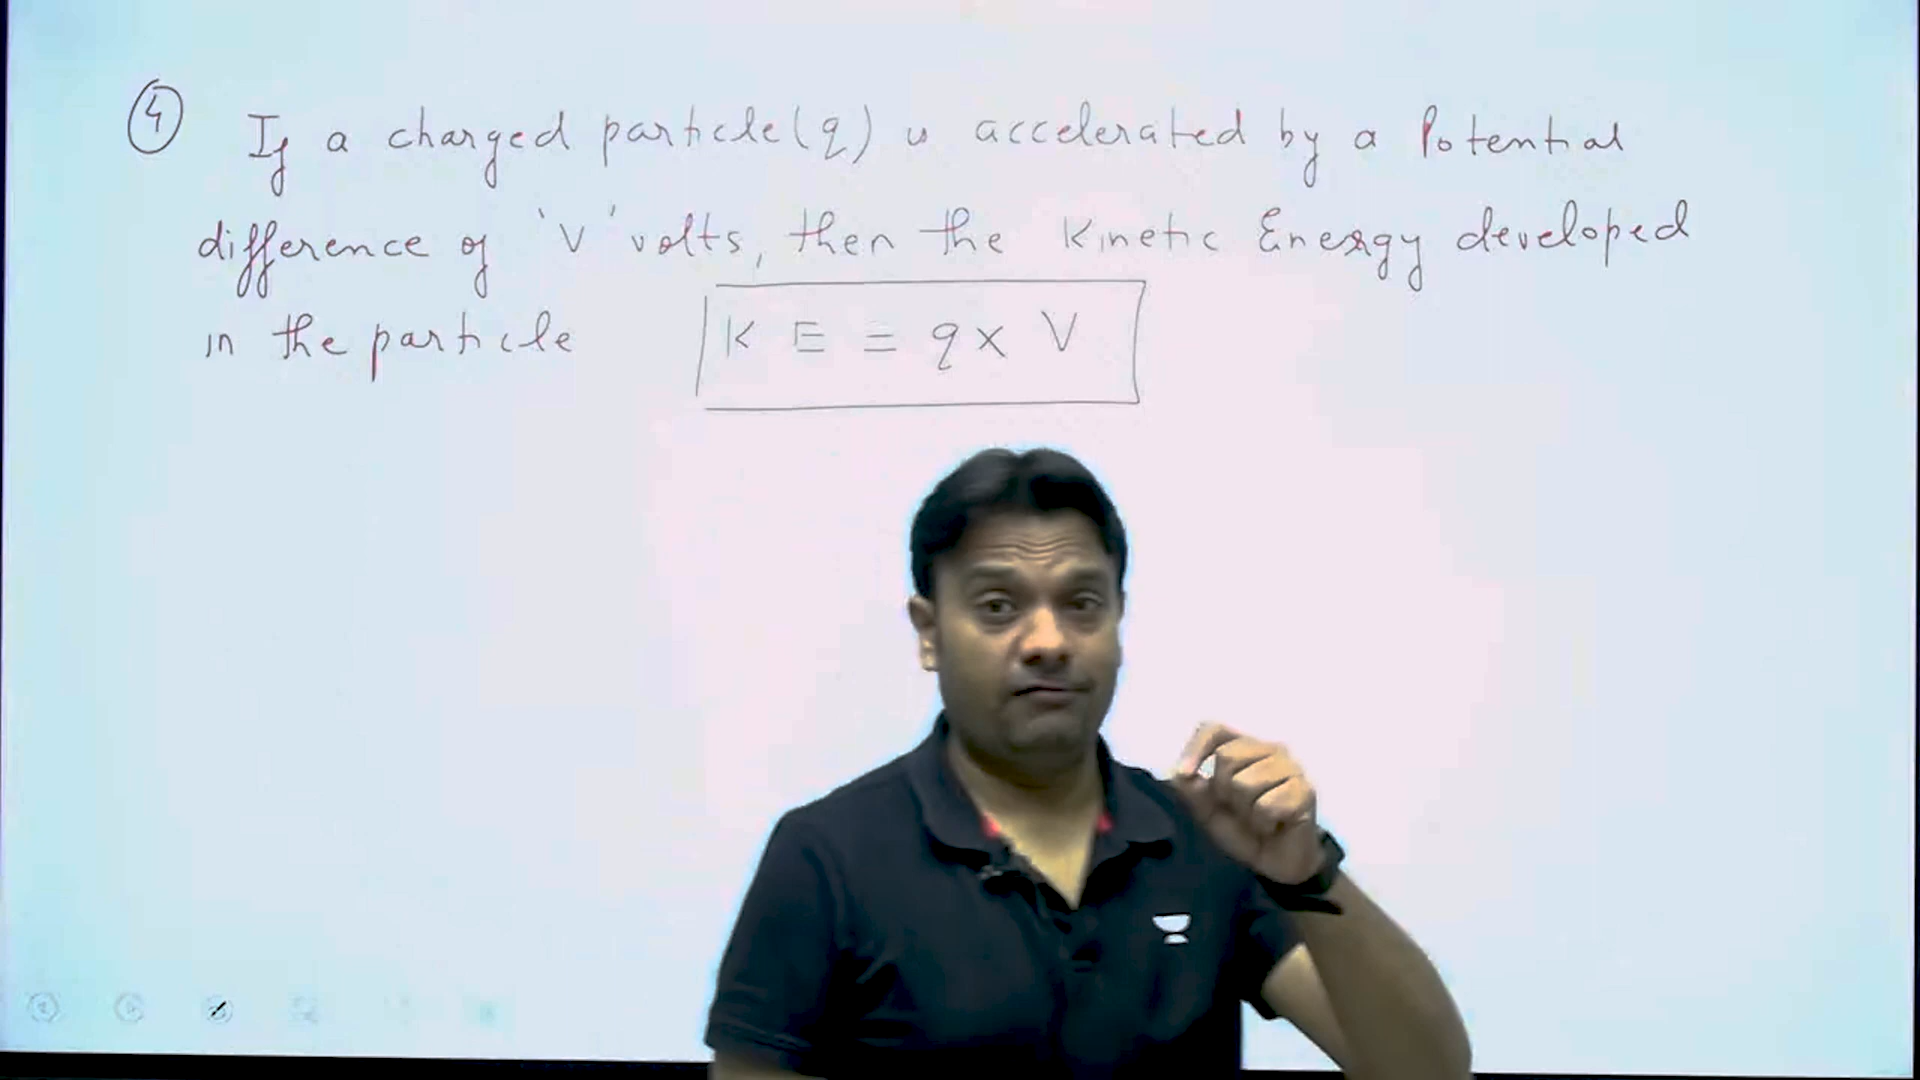 ④ If a charged particle (q) is accelerated by a Potential
difference of 'V' volts, then the Kinetic Energy developed
in the particle KE = q x V